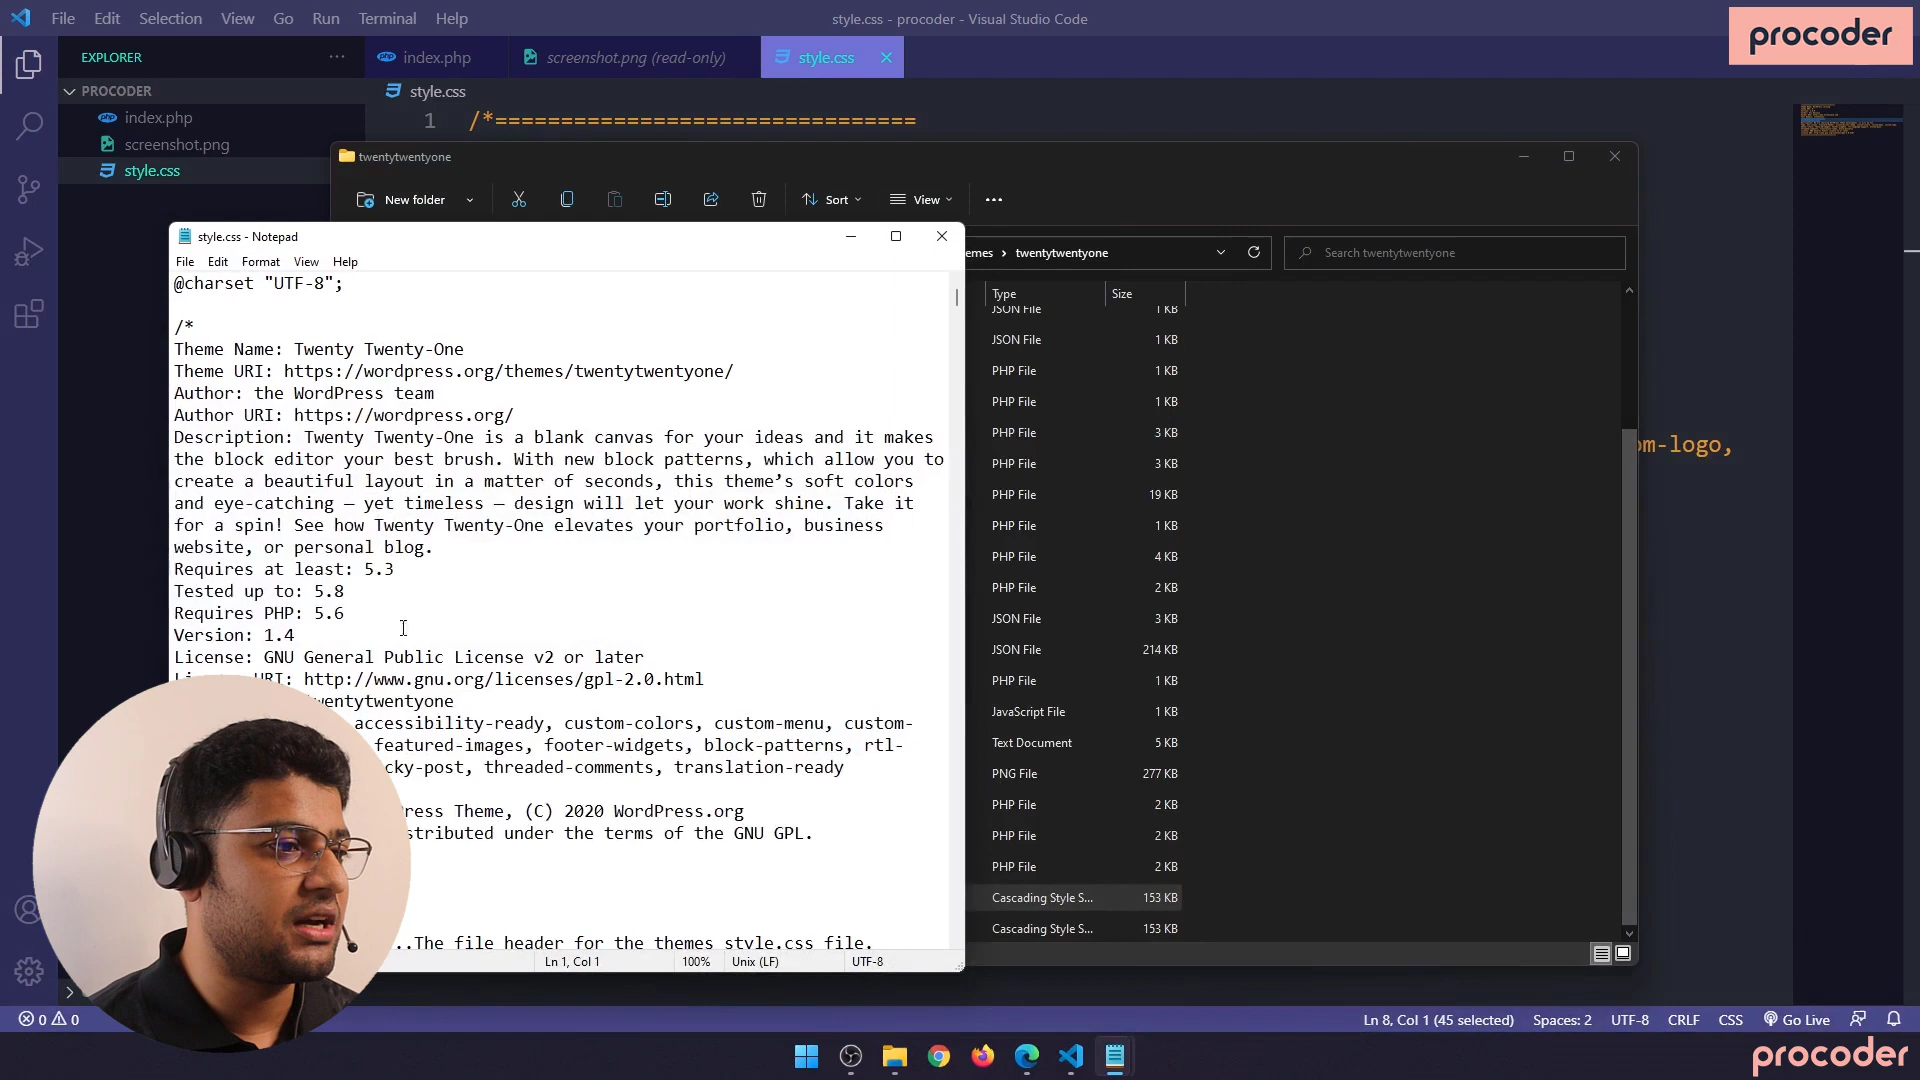 File Edit Selection View Go Run Terminal Help
style.css - procoder - Visual Studio Code
procoder
EXPLORER
index.php
screenshot.png (read-only)
style.css
PROCODER
index.php
screenshot.png
style.css
style.css
1 /*================================
om-logo,
twentytwentyone
New folder
Sort
View
emes > twentytwentyone
Search twentytwentyone
Type Size
JSON File 1 KB
JSON File 1 KB
PHP File 1 KB
PHP File 1 KB
PHP File 3 KB
PHP File 3 KB
PHP File 19 KB
PHP File 1 KB
PHP File 4 KB
PHP File 2 KB
JSON File 3 KB
JSON File 214 KB
PHP File 1 KB
JavaScript File 1 KB
Text Document 5 KB
PNG File 277 KB
PHP File 2 KB
PHP File 2 KB
PHP File 2 KB
Cascading Style S... 153 KB
Cascading Style S... 153 KB
style.css - Notepad
File Edit Format View Help
@charset "UTF-8";
/*
Theme Name: Twenty Twenty-One
Theme URI: https://wordpress.org/themes/twentytwentyone/
Author: the WordPress team
Author URI: https://wordpress.org/
Description: Twenty Twenty-One is a blank canvas for your ideas and it makes
the block editor your best brush. With new block patterns, which allow you to
create a beautiful layout in a matter of seconds, this theme’s soft colors
and eye-catching — yet timeless — design will let your work shine. Take it
for a spin! See how Twenty Twenty-One elevates your portfolio, business
website, or personal blog.
Requires at least: 5.3
Tested up to: 5.8
Requires PHP: 5.6
Version: 1.4
License: GNU General Public License v2 or later
URI: http://www.gnu.org/licenses/gpl-2.0.html
wentytwentyone
accessibility-ready, custom-colors, custom-menu, custom-
featured-images, footer-widgets, block-patterns, rtl-
cky-post, threaded-comments, translation-ready
ress Theme, (C) 2020 WordPress.org
stributed under the terms of the GNU GPL.
..The file header for the themes style.css file.
Ln 1, Col 1 100% Unix (LF) UTF-8
0 0
Ln 8, Col 1 (45 selected) Spaces: 2 UTF-8 CRLF CSS Go Live
procoder